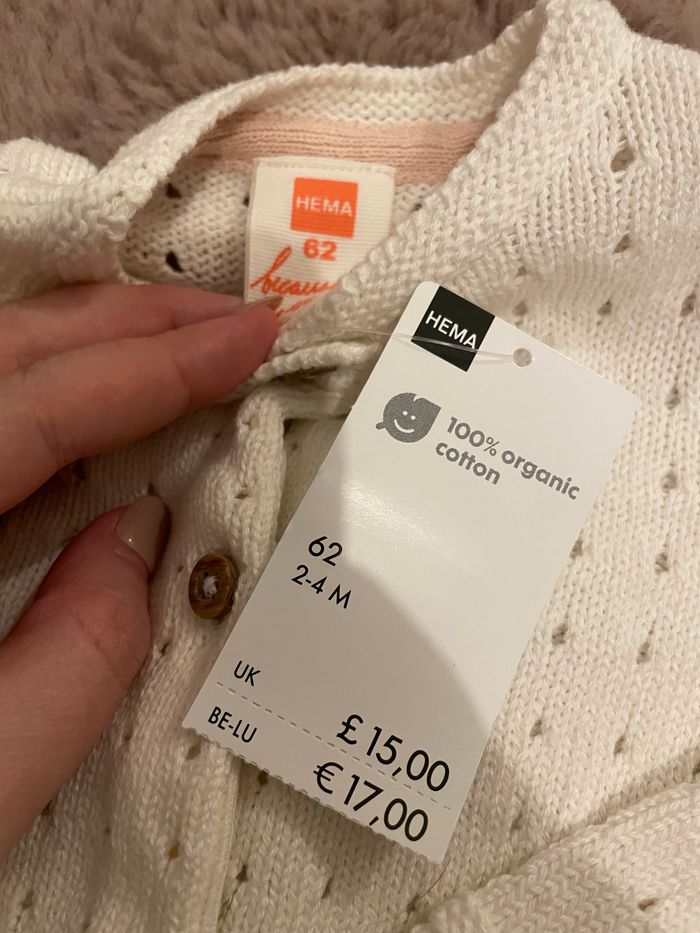 HEMA
62
HEMA
100% organic
cotton
62
2-4 M
UK
£15,00
BE-LU
€17,00